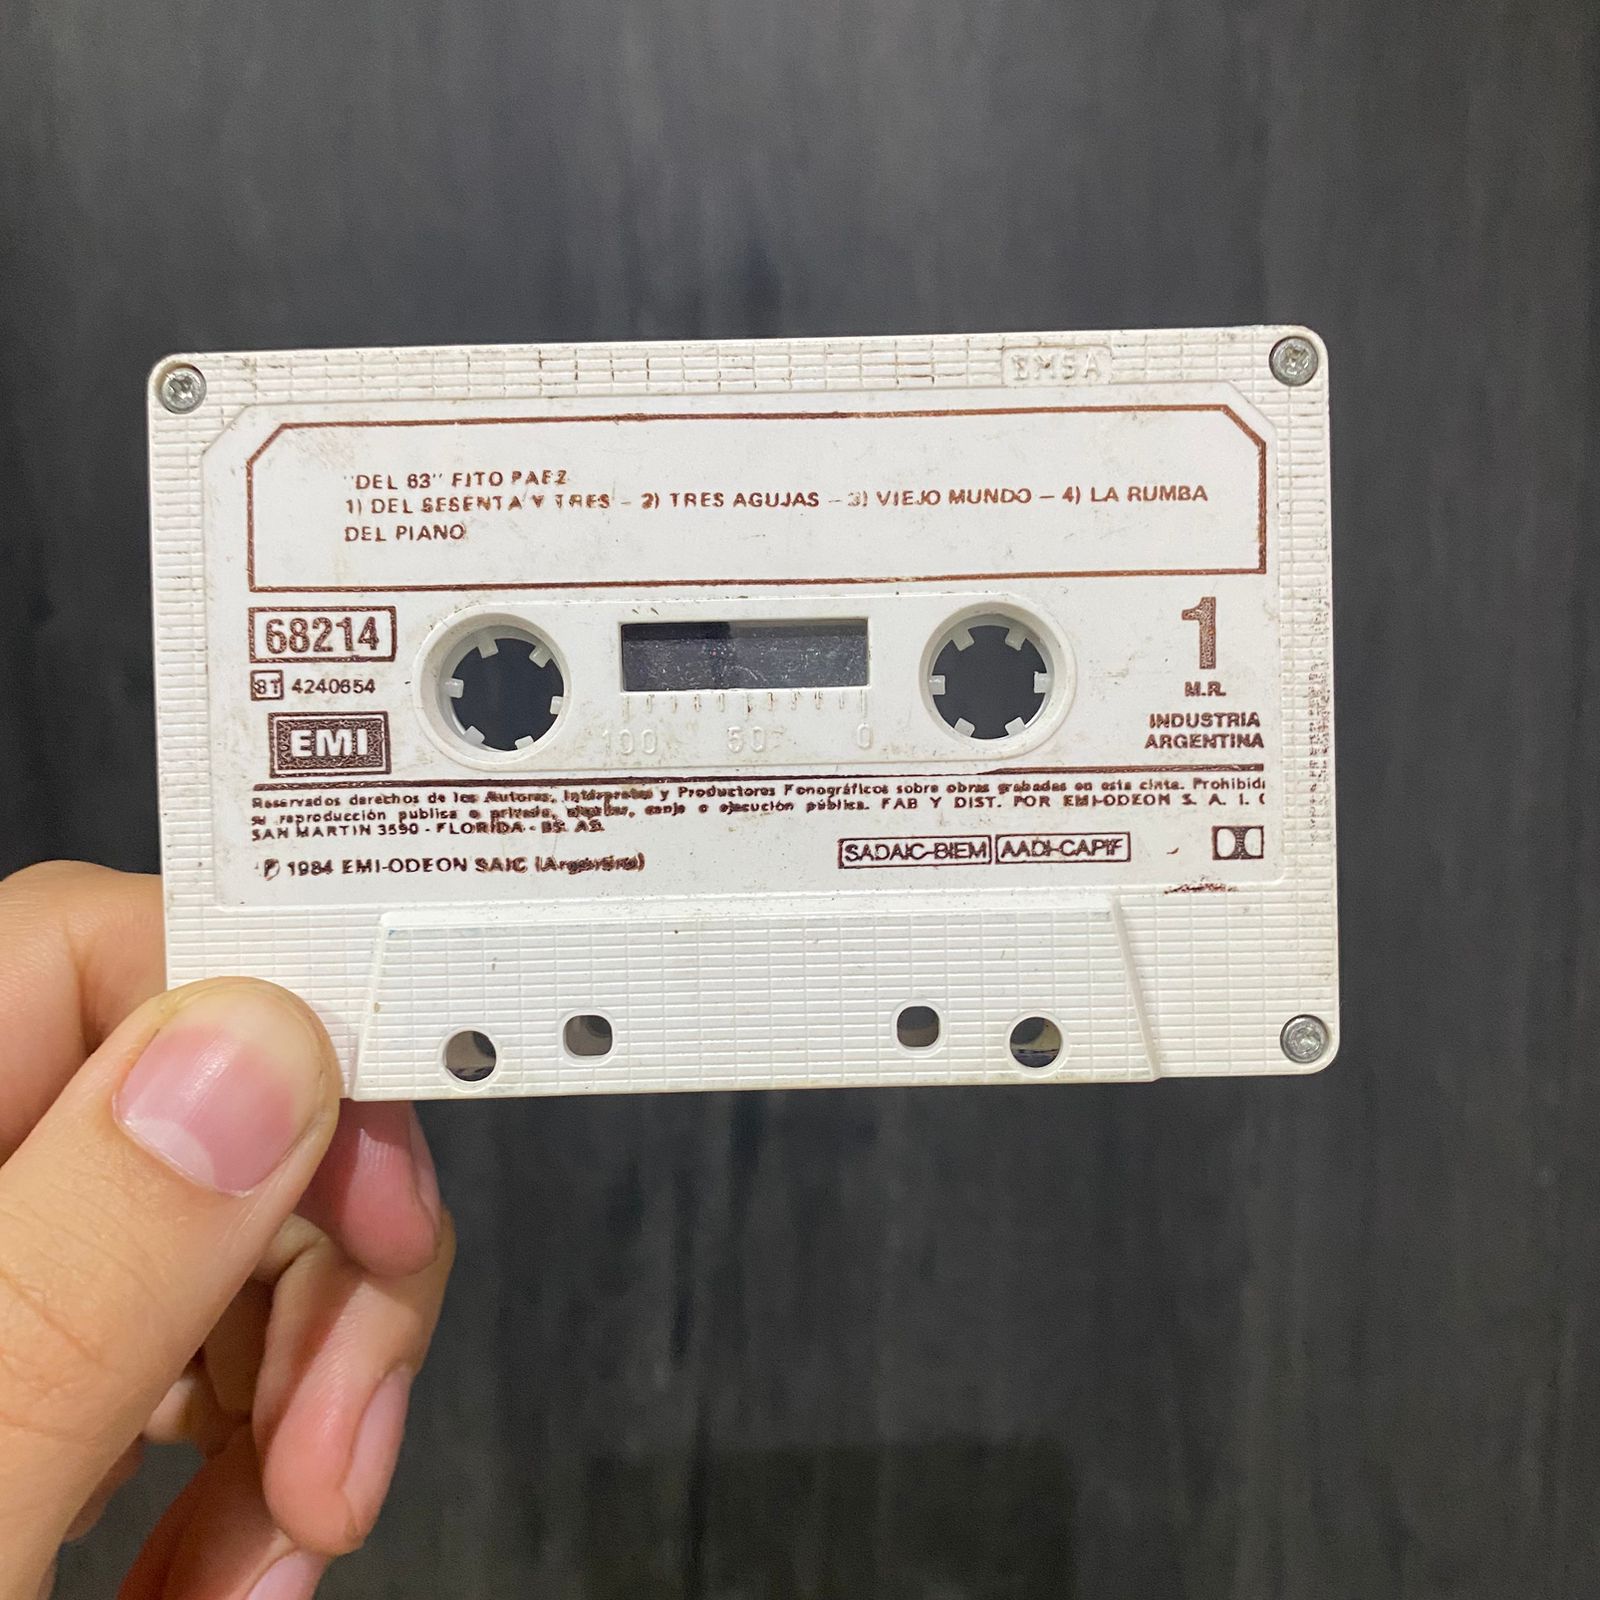 EMSA
"DEL 63" FITO PAEZ
1) DEL SESENTA Y TRES – 2) TRES AGUJAS – 3) VIEJO MUNDO – 4) LA RUMBA
DEL PIANO
68214
8T 4240654
EMI
100 50 0
1
M.R.
INDUSTRIA
ARGENTINA
Reservados derechos de los Autores, Intérpretes y Productores Fonográficos sobre obras grabadas en esta cinta. Prohibid
su reproducción publica o privada, alquiler, canje o ejecución pública. FAB Y DIST. POR EMI-ODEON S. A. I. C
SAN MARTIN 3590 - FLORIDA - BS. AS.
℗ 1984 EMI-ODEON SAIC (Argentina)
SADAIC-BIEM AADI-CAPIF